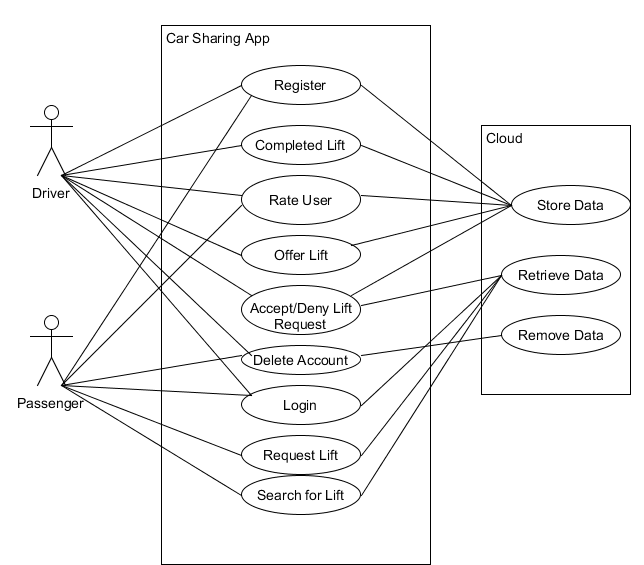 Car Sharing App
Register
Completed Lift
Cloud
Driver
Rate User
Store Data
Offer Lift
Retrieve Data
Accept/Deny Lift
Request
Remove Data
Delete Account
Passenger
Login
Request Lift
Search for Lift